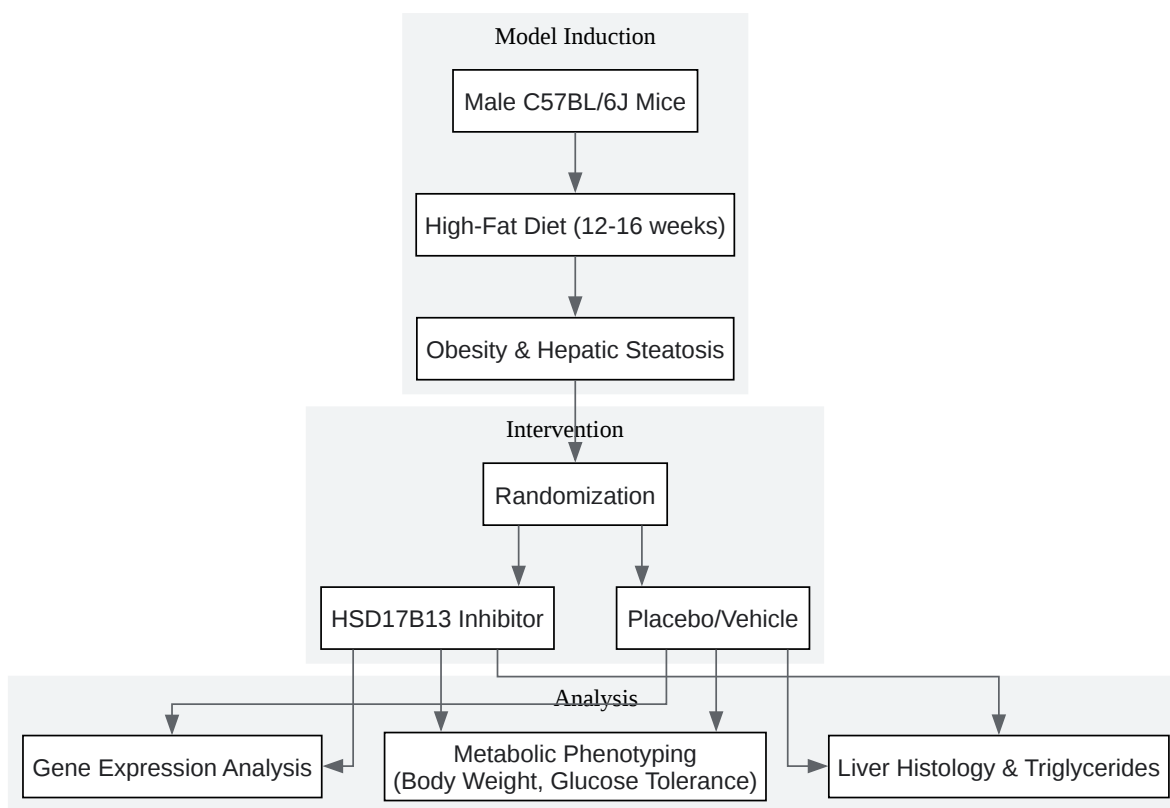 Model Induction
Male C57BL/6J Mice
High-Fat Diet (12-16 weeks)
Obesity & Hepatic Steatosis
Intervention
Randomization
HSD17B13 Inhibitor
Placebo/Vehicle
Analysis
Gene Expression Analysis
Metabolic Phenotyping
(Body Weight, Glucose Tolerance)
Liver Histology & Triglycerides